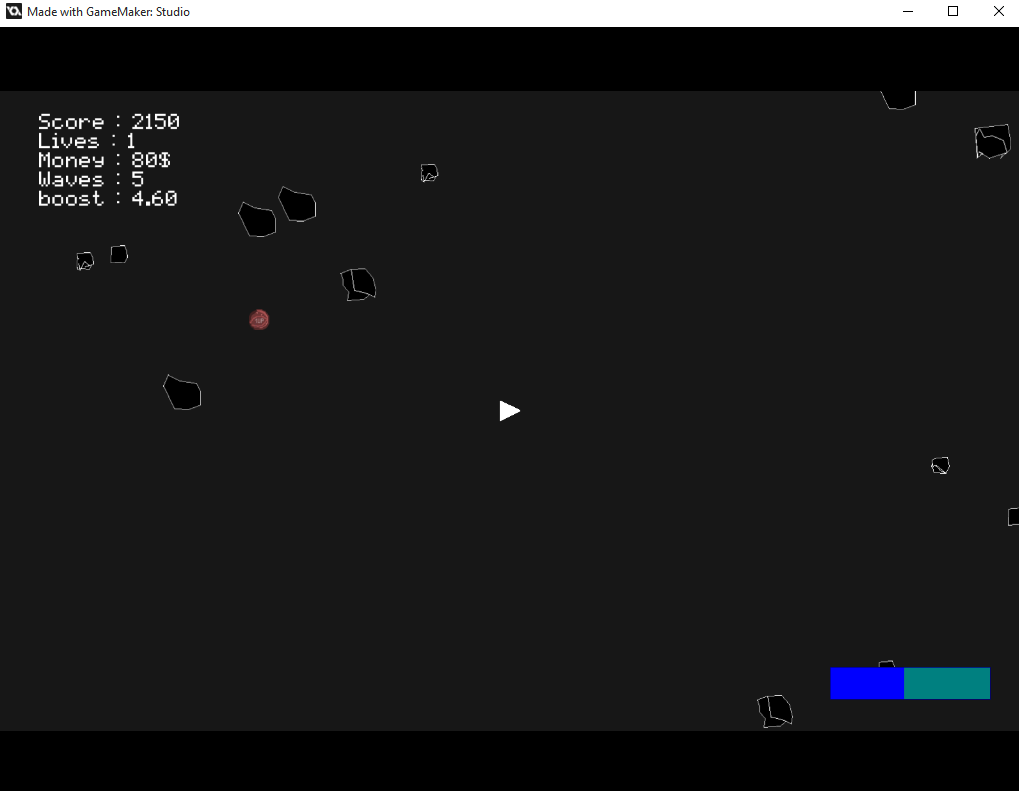 Made with GameMaker: Studio
Score : 2150
Lives : 1
Money : 80$
Waves : 5
boost : 4.60